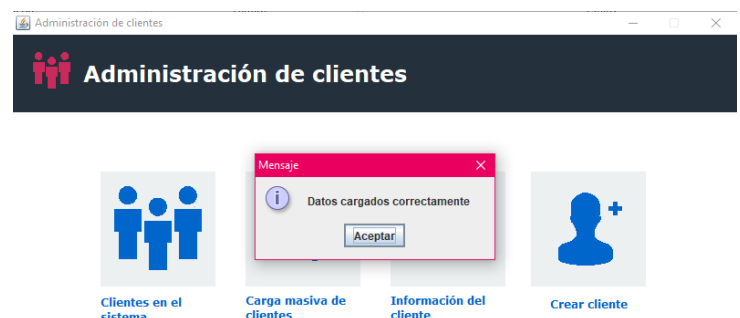 Administración de clientes
Administración de clientes
Mensaje
Datos cargados correctamente
Aceptar
Clientes en el
sistema
Carga masiva de
clientes
Información del
cliente
Crear cliente